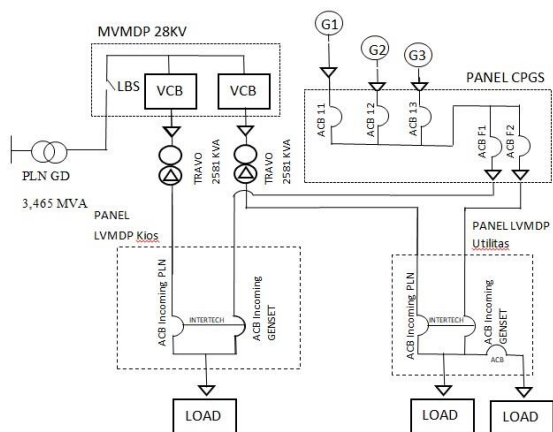 G1
G2
G3
MVMDP 28KV
PANEL CPGS
LBS
VCB
VCB
ACB 11
ACB 12
ACB 13
ACB F1
ACB F2
PLN GD
3,465 MVA
TRAVO
2581 KVA
TRAVO
2581 KVA
PANEL
LVMDP Kios
PANEL LVMDP
Utilitas
ACB Incoming PLN
INTERTECH
ACB Incoming
GENSET
ACB Incoming PLN
INTERTECH
ACB Incoming
GENSET
ACB
LOAD
LOAD
LOAD